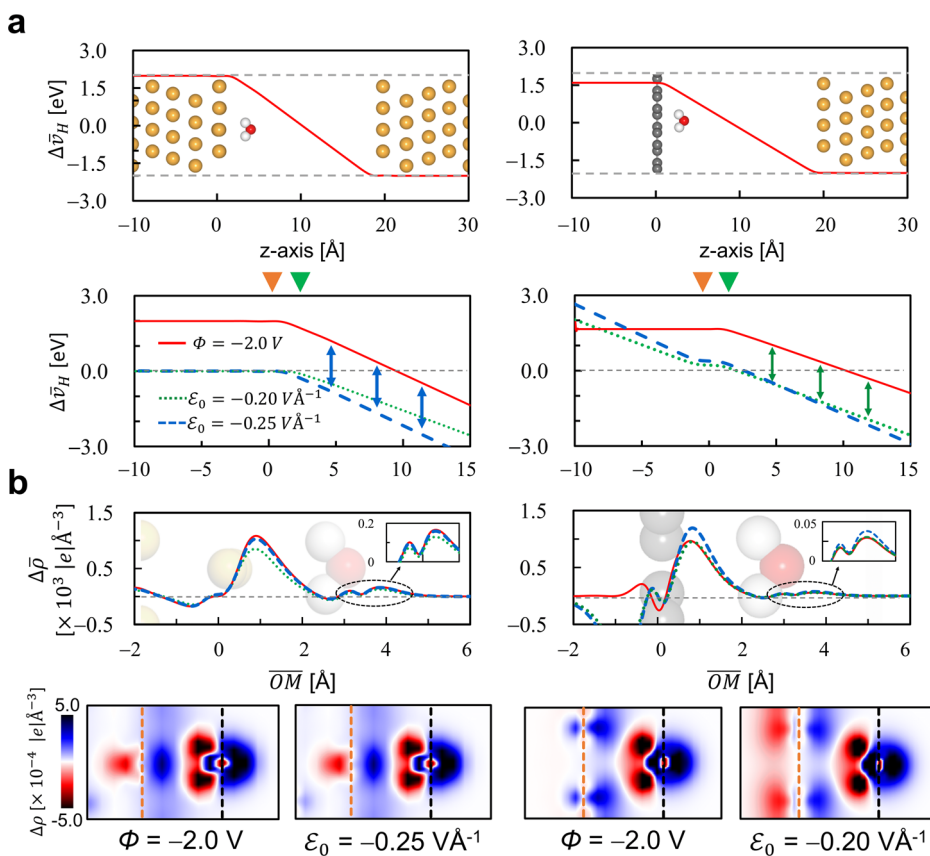 a
3.0
1.5
0.0
−1.5
−3.0
Δv̄_H [eV]
−10 0 10 20 30
z-axis [Å]
3.0
1.5
0.0
−1.5
−3.0
Δv̄_H [eV]
−10 0 10 20 30
z-axis [Å]
3.0
0.0
−3.0
Δv̄_H [eV]
Φ = −2.0 V
ℰ₀ = −0.20 VÅ⁻¹
ℰ₀ = −0.25 VÅ⁻¹
−10 −5 0 5 10 15
3.0
0.0
−3.0
Δv̄_H [eV]
−10 −5 0 5 10 15
b
1.5
0.5
−0.5
Δρ̄
[× 10³ |e|Å⁻³]
0.2
0
−2 0 2 4 6
OM [Å]
1.5
0.5
−0.5
0.05
0
−2 0 2 4 6
OM [Å]
5.0
−5.0
Δρ [× 10⁻⁴ |e|Å⁻³]
Φ = −2.0 V
ℰ₀ = −0.25 VÅ⁻¹
Φ = −2.0 V
ℰ₀ = −0.20 VÅ⁻¹